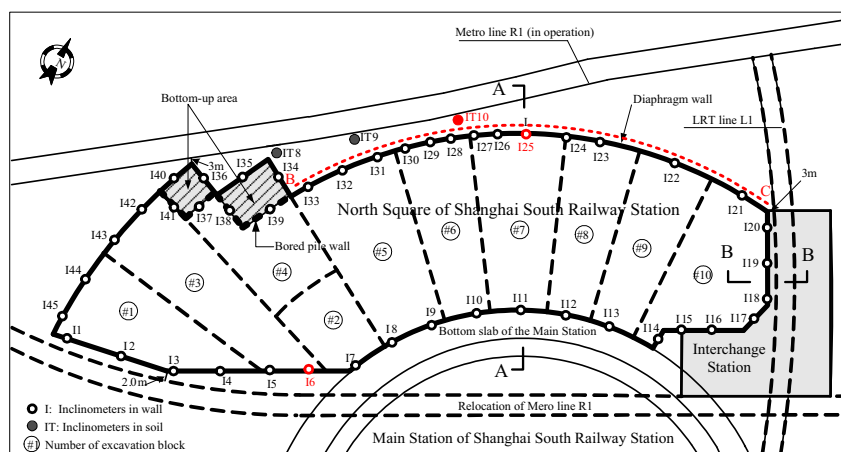 Metro line R1 (in operation)
N
A
Bottom-up area
IT10
Diaphragm wall
LRT line L1
I25
IT9
IT8
I24
I23
I26
I27
I28
I29
I30
I31
I32
I33
I34
I35
3m
I36
I40
B
I22
C
3m
I21
I41
I37
I38
I39
I42
North Square of Shanghai South Railway Station
I20
Bored pile wall
I43
#6
#7
#8
#9
#5
#4
#3
#10
I19
B
B
I44
I18
I45
#1
#2
I9
I10
I11
I12
I13
I17
I1
I8
Bottom slab of the Main Station
I14
I15
I16
I2
I7
Interchange
Station
2.0m
I3
I4
I5
I6
A
I: Inclinometers in wall
Relocation of Mero line R1
IT: Inclinometers in soil
#1 Number of excavation block
Main Station of Shanghai South Railway Station